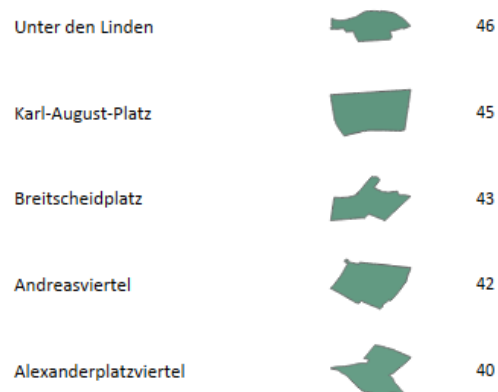 Unter den Linden 46
Karl-August-Platz 45
Breitscheidplatz 43
Andreasviertel 42
Alexanderplatzviertel 40